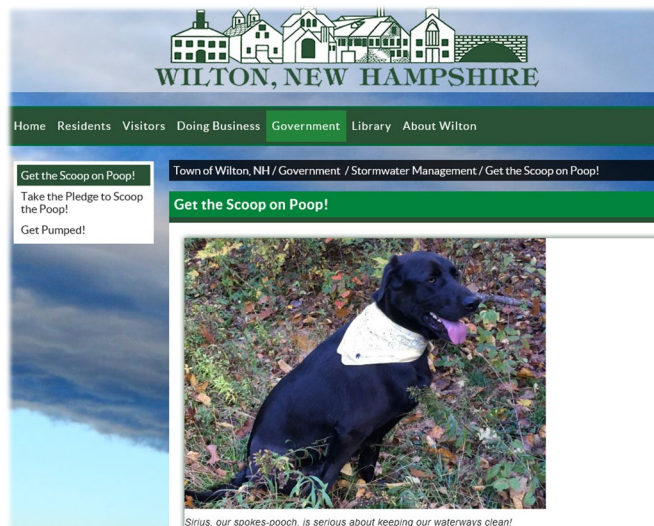 WILTON, NEW HAMPSHIRE
Home Residents Visitors Doing Business Government Library About Wilton
Get the Scoop on Poop!
Take the Pledge to Scoop
the Poop!
Get Pumped!
Town of Wilton, NH / Government / Stormwater Management / Get the Scoop on Poop!
Get the Scoop on Poop!
Sirius, our spokes-pooch, is serious about keeping our waterways clean!